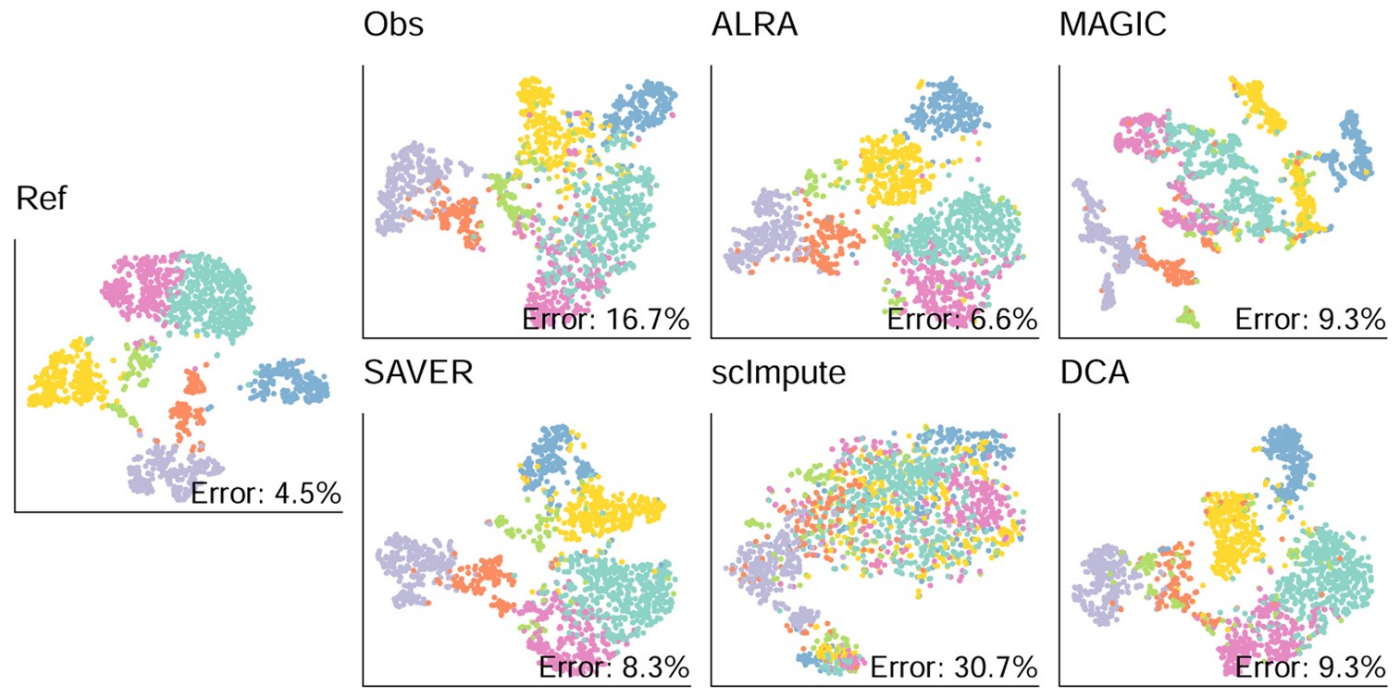 Ref
Error: 4.5%
Obs
Error: 16.7%
ALRA
Error: 6.6%
MAGIC
Error: 9.3%
SAVER
Error: 8.3%
scImpute
Error: 30.7%
DCA
Error: 9.3%